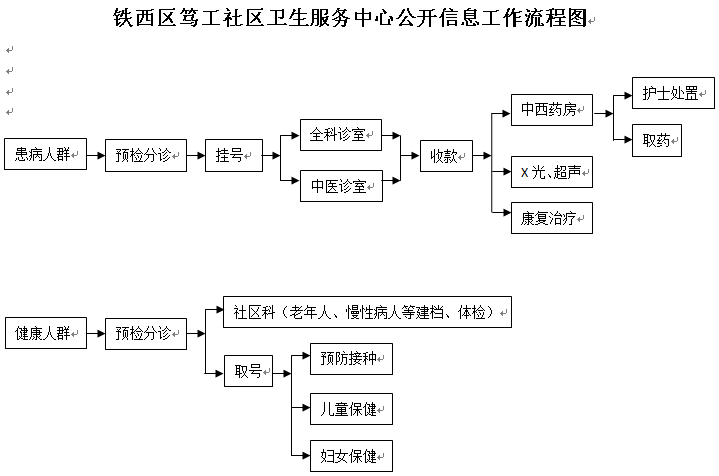 铁西区笃工社区卫生服务中心公开信息工作流程图
患病人群
预检分诊
挂号
全科诊室
中医诊室
收款
中西药房
护士处置
取药
X光、超声
康复治疗
健康人群
预检分诊
社区科（老年人、慢性病人等建档、体检）
取号
预防接种
儿童保健
妇女保健